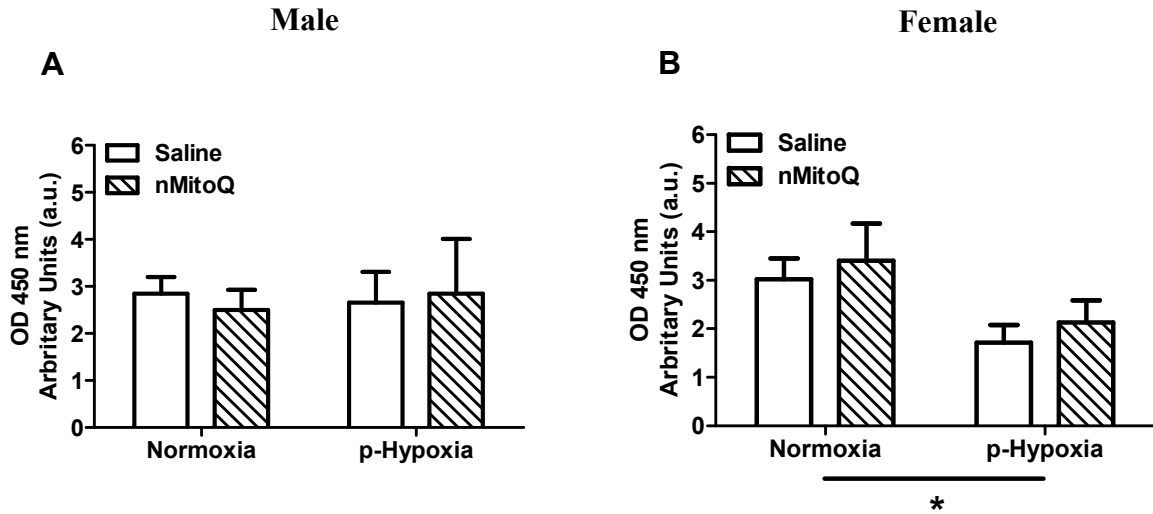 Male
A
OD 450 nm
Arbritary Units (a.u.)
6
5
4
3
2
1
0
Saline
nMitoQ
Normoxia
p-Hypoxia
Female
B
OD 450 nm
Arbritary Units (a.u.)
6
5
4
3
2
1
0
Saline
nMitoQ
Normoxia
p-Hypoxia
*